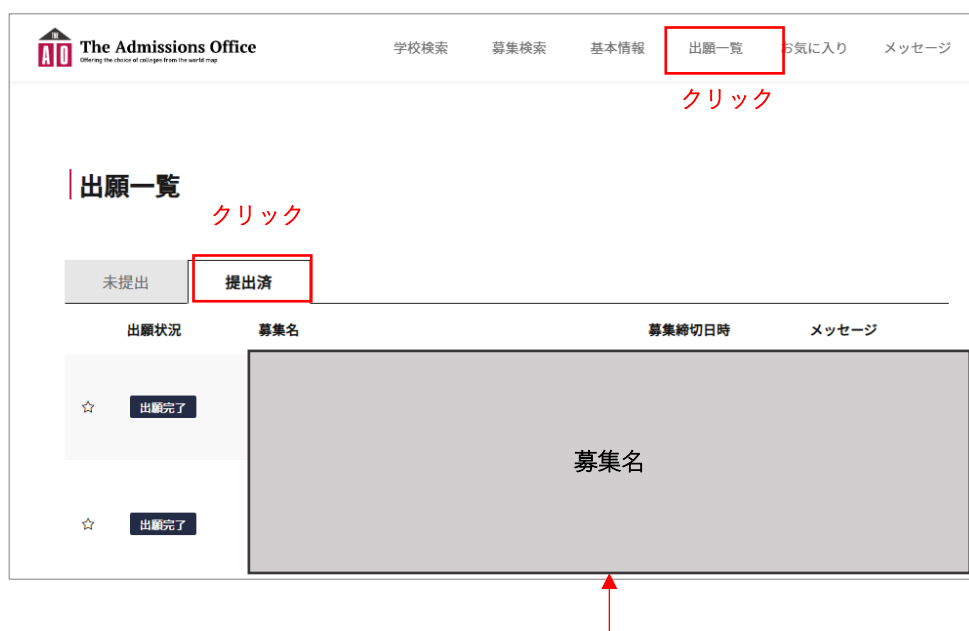 THE
AO
The Admissions Office
Offering the choice of colleges from the world map
学校検索 募集検索 基本情報 出願一覧 お気に入り メッセージ
クリック
出願一覧
クリック
未提出 提出済
出願状況 募集名 募集締切日時 メッセージ
☆ 出願完了
募集名
☆ 出願完了